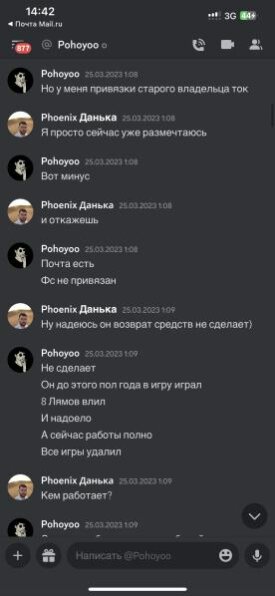 14:42
3G 44+
◀ Почта Mail.ru
877
@ Pohoyoo
Pohoyoo 25.03.2023 1:08
Но у меня привязки старого владельца ток
Phoenix Данька 25.03.2023 1:08
Я просто сейчас уже размечтаюсь
Pohoyoo 25.03.2023 1:08
Вот минус
Phoenix Данька 25.03.2023 1:08
и откажешь
Pohoyoo 25.03.2023 1:08
Почта есть
Фс не привязан
Phoenix Данька 25.03.2023 1:09
Ну надеюсь он возврат средств не сделает)
Pohoyoo 25.03.2023 1:09
Не сделает
Он до этого пол года в игру играл
8 Лямов влил
И надоело
А сейчас работы полно
Все игры удалил
Phoenix Данька 25.03.2023 1:09
Кем работает?
Pohoyoo 25.03.2023 1:09
Написать @Pohoyoo